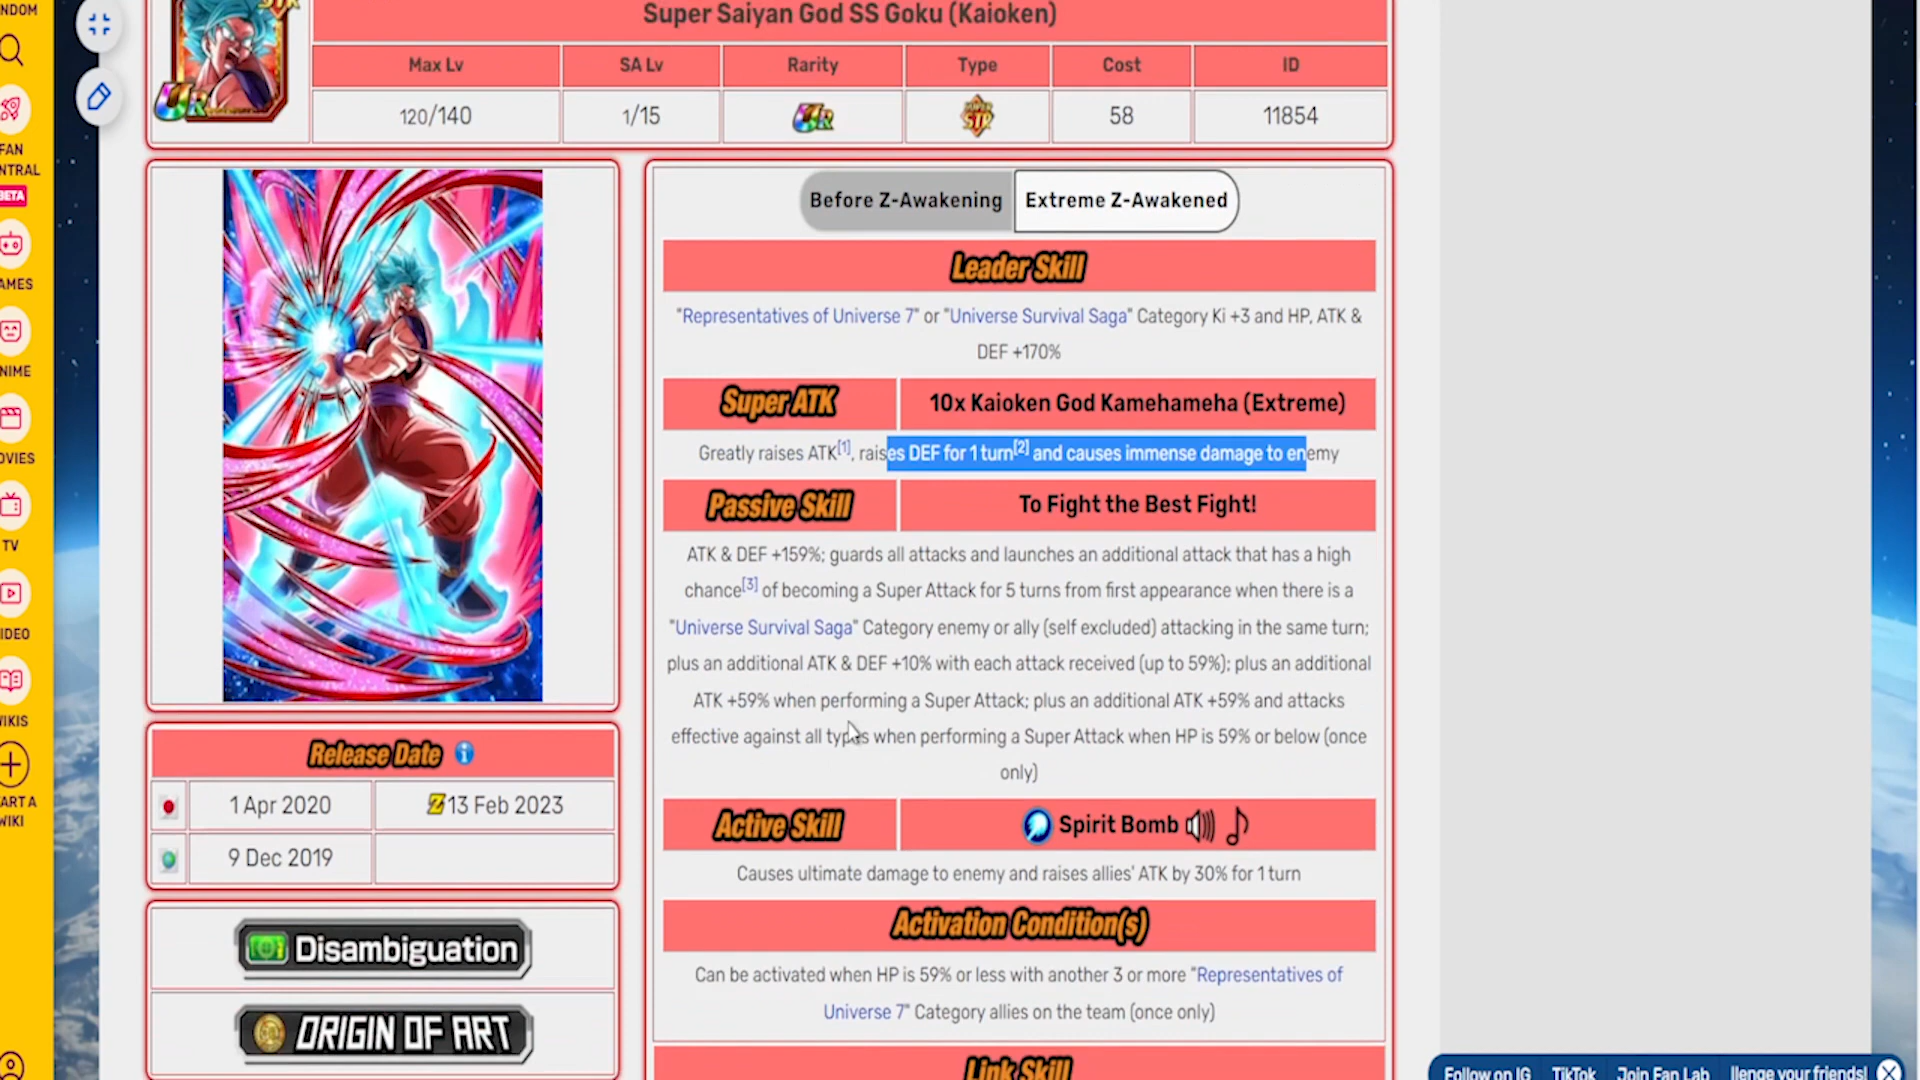 NDOM
FAN
NTRAL
BETA
AMES
NIME
OVIES
TV
IDEO
WIKIS
ART A
WIKI
STR
UR
Super Saiyan God SS Goku (Kaioken)
Max Lv SA Lv Rarity Type Cost ID
120/140 1/15 UR SUPER STR 58 11854
Before Z-Awakening Extreme Z-Awakened
Leader Skill
"Representatives of Universe 7" or "Universe Survival Saga" Category Ki +3 and HP, ATK &
DEF +170%
Super ATK 10x Kaioken God Kamehameha (Extreme)
Greatly raises ATK[1], raises DEF for 1 turn[2] and causes immense damage to enemy
Passive Skill To Fight the Best Fight!
ATK & DEF +159%; guards all attacks and launches an additional attack that has a high
chance[3] of becoming a Super Attack for 5 turns from first appearance when there is a
"Universe Survival Saga" Category enemy or ally (self excluded) attacking in the same turn;
plus an additional ATK & DEF +10% with each attack received (up to 59%); plus an additional
ATK +59% when performing a Super Attack; plus an additional ATK +59% and attacks
effective against all types when performing a Super Attack when HP is 59% or below (once
only)
Active Skill Spirit Bomb
Causes ultimate damage to enemy and raises allies' ATK by 30% for 1 turn
Activation Condition(s)
Can be activated when HP is 59% or less with another 3 or more "Representatives of
Universe 7" Category allies on the team (once only)
Link Skill
Release Date i
1 Apr 2020 Z 13 Feb 2023
9 Dec 2019
Disambiguation
ORIGIN OF ART
Follow on IG TikTok Join Fan Lab llenge your friends!